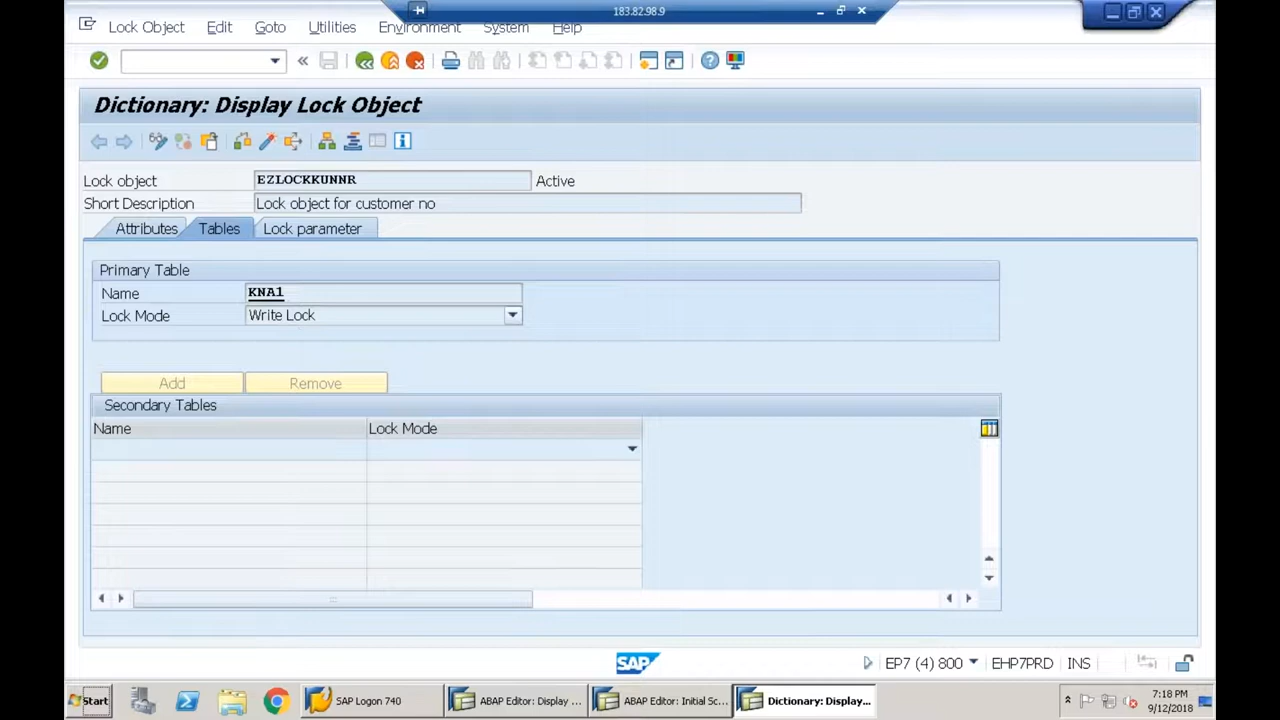 183.82.98.9
Lock Object Edit Goto Utilities Environment System Help
Dictionary: Display Lock Object
Lock object EZLOCKKUNNR Active
Short Description Lock object for customer no
Attributes Tables Lock parameter
Primary Table
Name KNA1
Lock Mode Write Lock
Add Remove
Secondary Tables
Name Lock Mode
SAP EP7 (4) 800 EHP7PRD INS
Start SAP Logon 740 ABAP Editor: Display ... ABAP Editor: Initial Sc... Dictionary: Display... 7:18 PM
9/12/2018